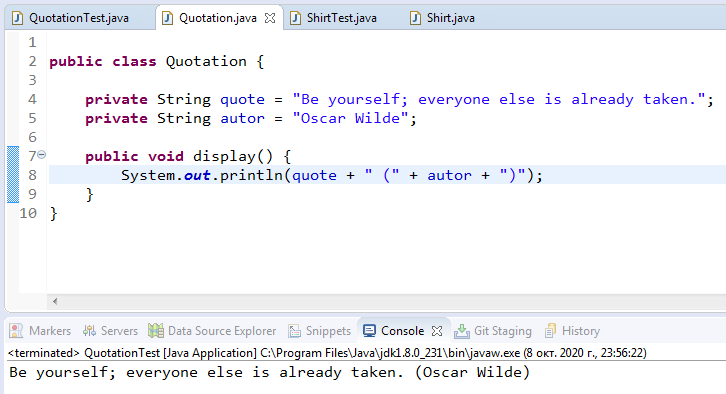 QuotationTest.java Quotation.java ShirtTest.java Shirt.java
1
2 public class Quotation {
3
4     private String quote = "Be yourself; everyone else is already taken.";
5     private String autor = "Oscar Wilde";
6
7     public void display() {
8         System.out.println(quote + " (" + autor + ")");
9     }
10 }
Markers Servers Data Source Explorer Snippets Console Git Staging History
<terminated> QuotationTest [Java Application] C:\Program Files\Java\jdk1.8.0_231\bin\javaw.exe (8 окт. 2020 г., 23:56:22)
Be yourself; everyone else is already taken. (Oscar Wilde)